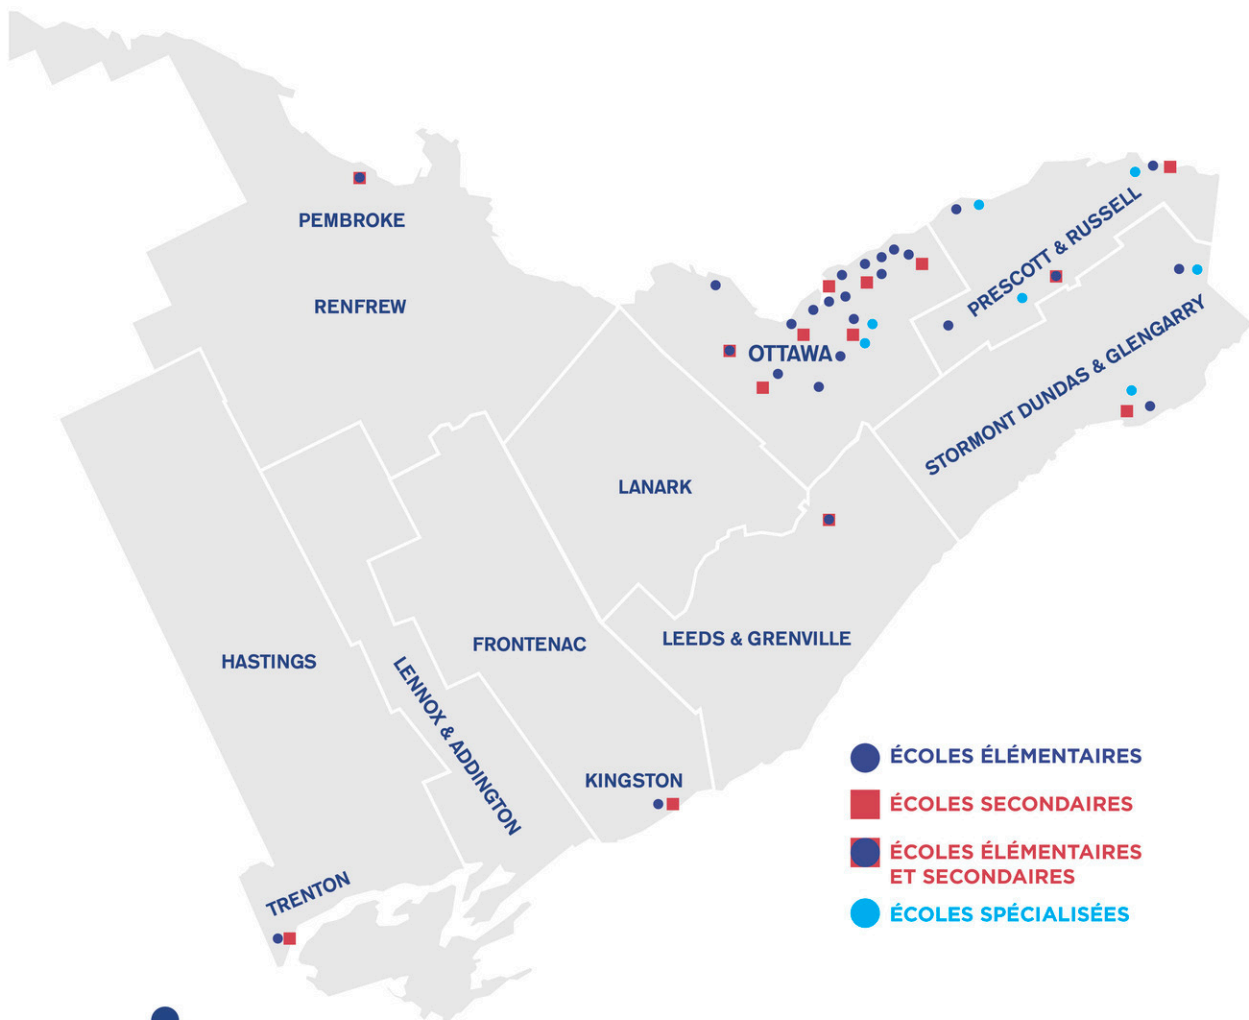 PEMBROKE
RENFREW
PRESCOTT & RUSSELL
OTTAWA
STORMONT DUNDAS & GLENGARRY
LANARK
HASTINGS
LENNOX & ADDINGTON
FRONTENAC
LEEDS & GRENVILLE
KINGSTON
TRENTON
ÉCOLES ÉLÉMENTAIRES
ÉCOLES SECONDAIRES
ÉCOLES ÉLÉMENTAIRES
ET SECONDAIRES
ÉCOLES SPÉCIALISÉES